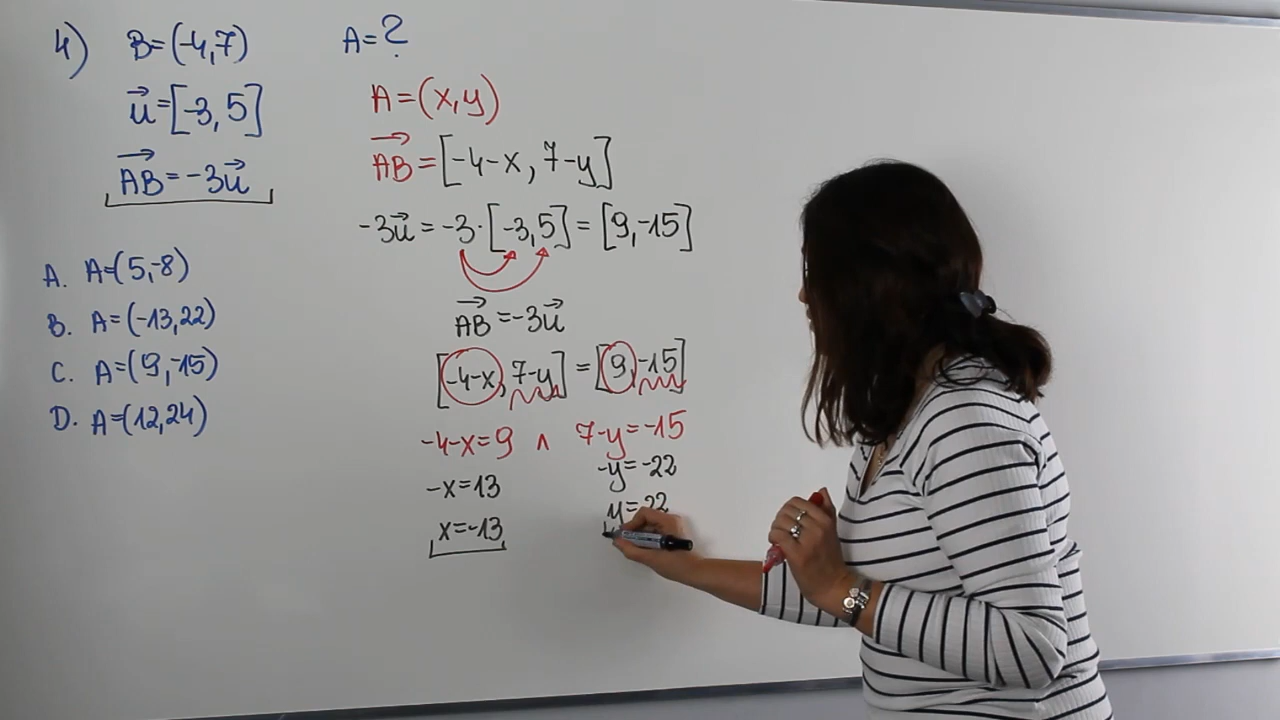 4) B=(-4,7) A=?
u⃗=[-3,5]
AB⃗=-3u⃗
A. A=(5,-8)
B. A=(-13,22)
C. A=(9,-15)
D. A=(12,24)
A=(x,y)
AB⃗=[-4-x, 7-y]
-3u⃗=-3·[-3,5]=[9,-15]
AB⃗=-3u⃗
[-4-x, 7-y]=[9,-15]
-4-x=9 ∧ 7-y=-15
-x=13 -y=-22
x=-13 y=22